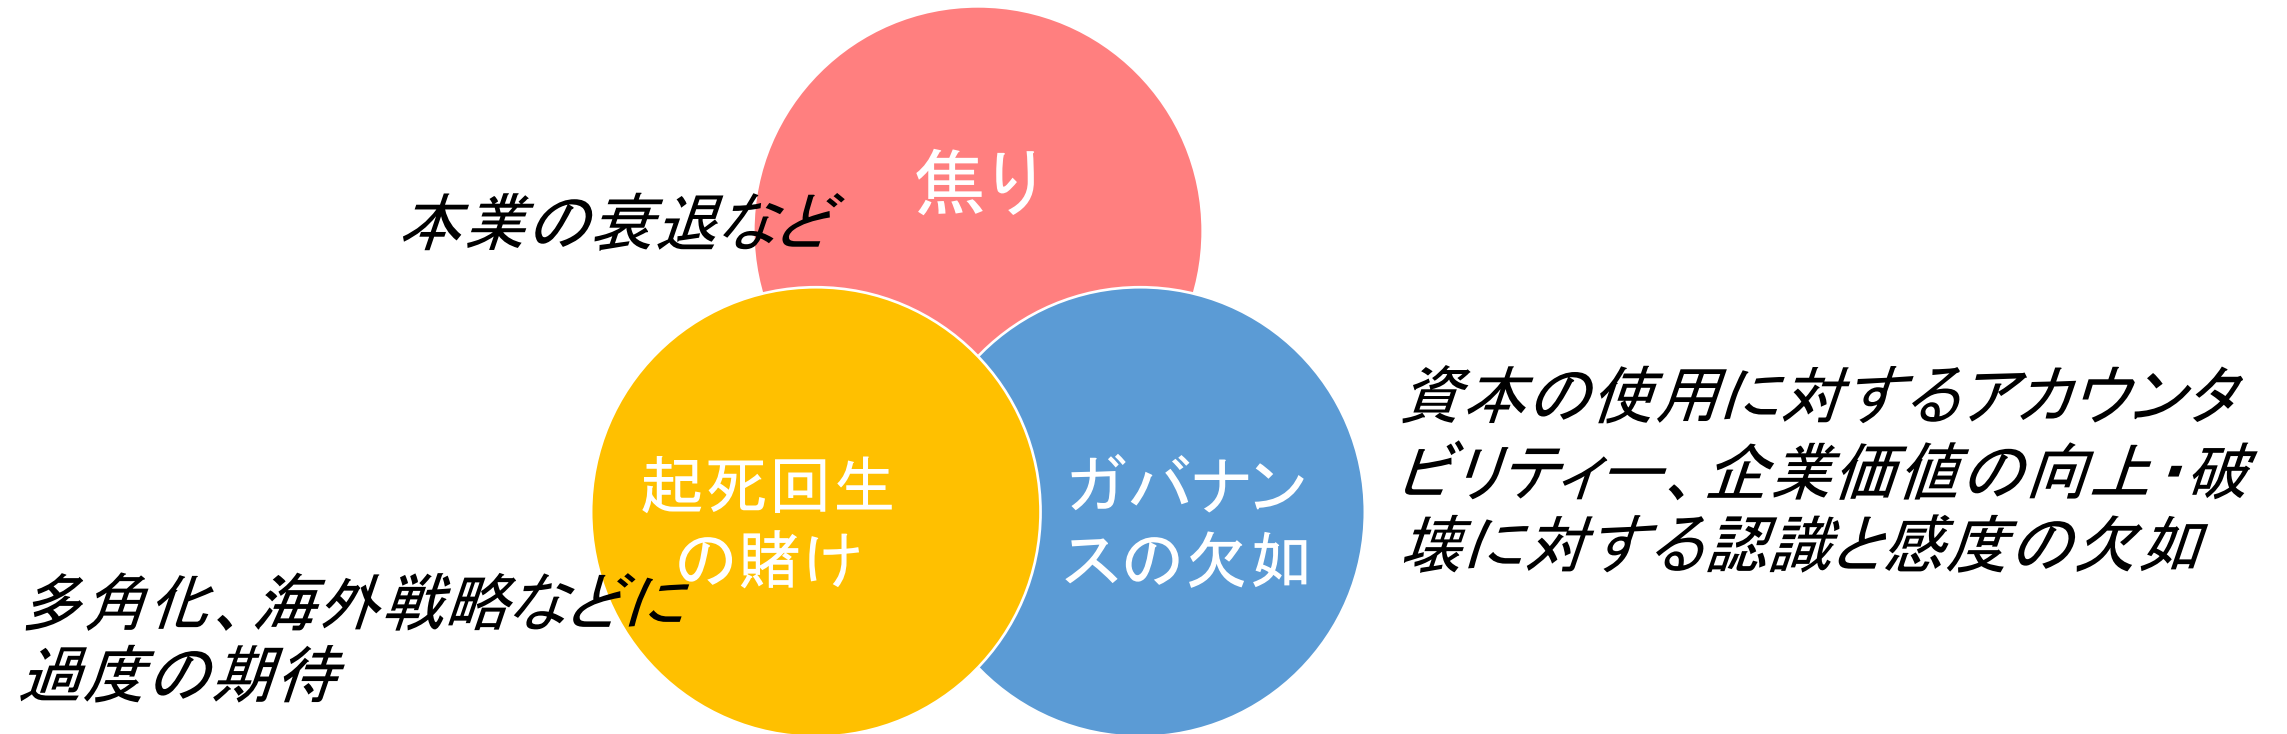 焦り
本業の衰退など
起死回生
の賭け
ガバナン
スの欠如
資本の使用に対するアカウンタ
ビリティー、企業価値の向上・破
壊に対する認識と感度の欠如
多角化、海外戦略などに
過度の期待